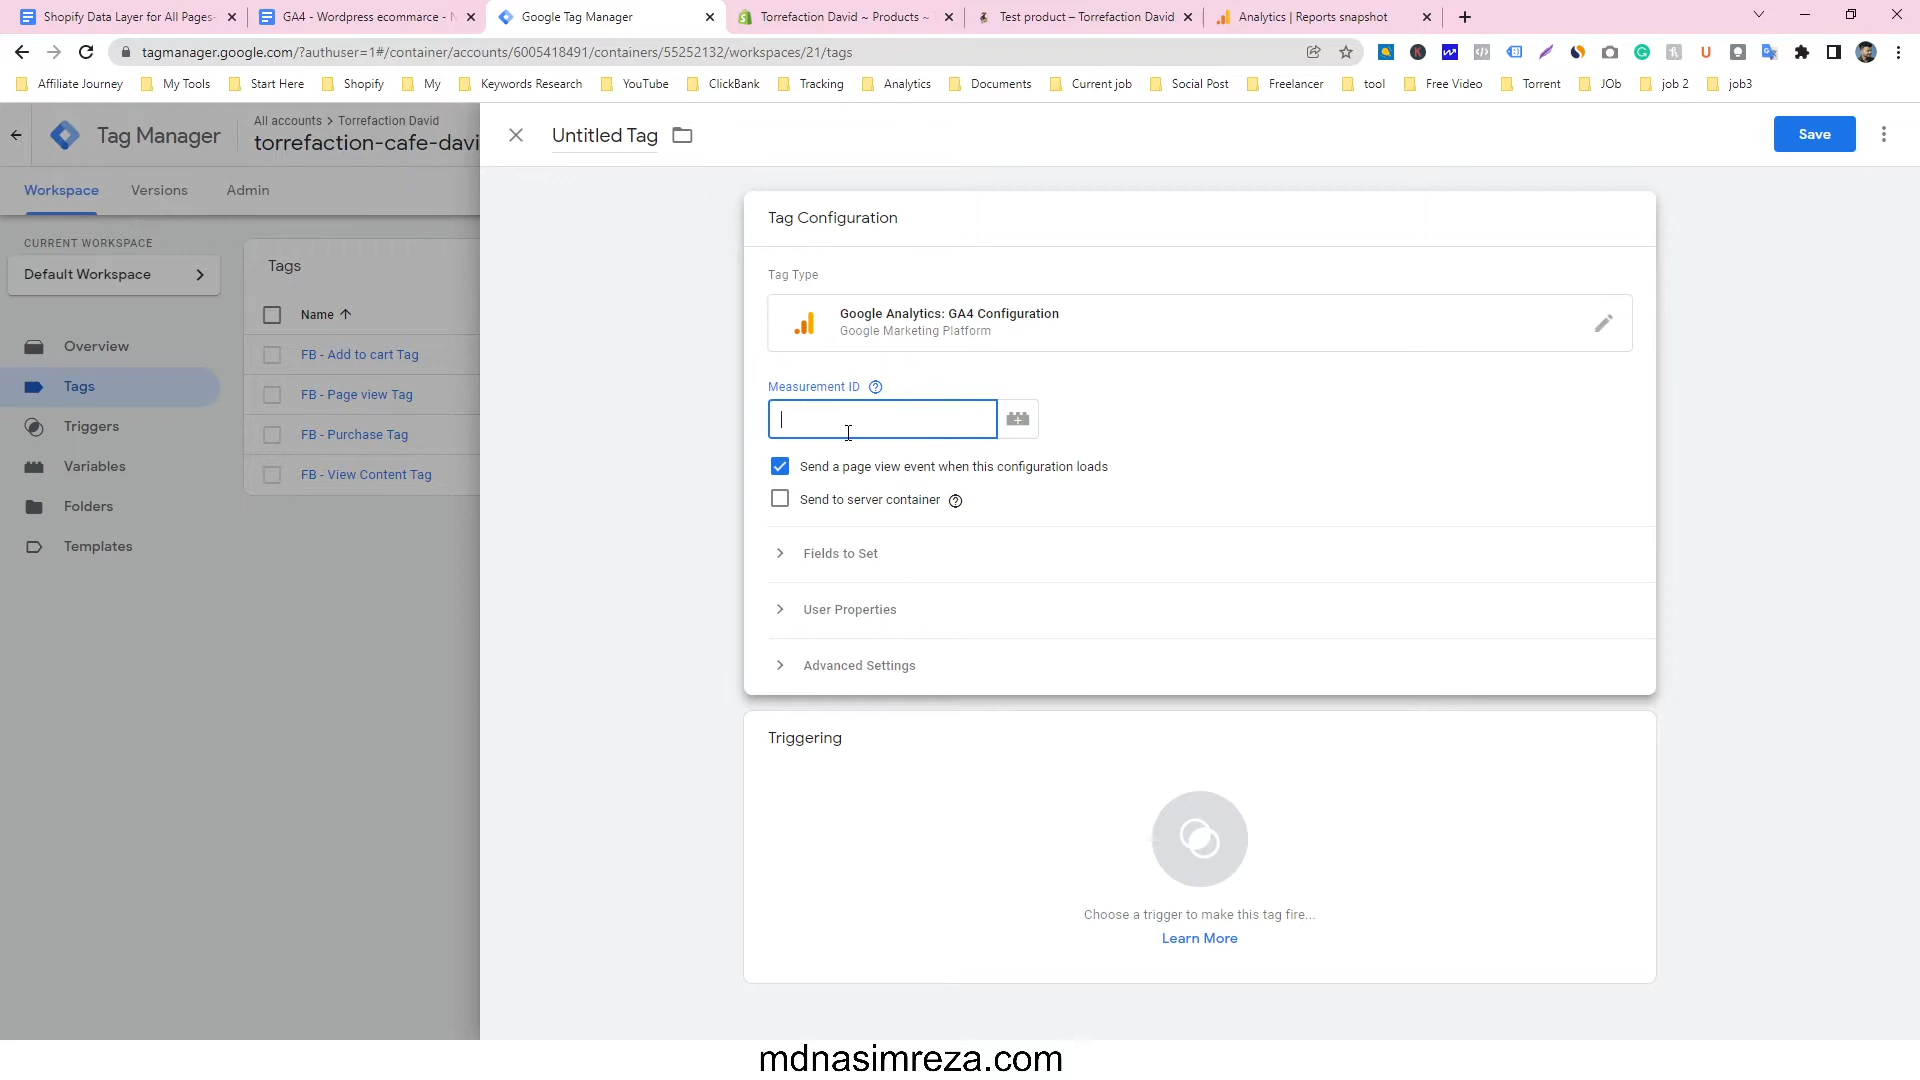 Shopify Data Layer for All Pages-
GA4 - Wordpress ecommarce - N
Google Tag Manager
Torrefaction David ~ Products ~
Test product – Torrefaction David
Analytics | Reports snapshot
tagmanager.google.com/?authuser=1#/container/accounts/6005418491/containers/55252132/workspaces/21/tags
Affiliate Journey
My Tools
Start Here
Shopify
My
Keywords Research
YouTube
ClickBank
Tracking
Analytics
Documents
Current job
Social Post
Freelancer
tool
Free Video
Torrent
JOb
job 2
job3
Tag Manager
All accounts > Torrefaction David
torrefaction-cafe-davi
Untitled Tag
Save
Workspace
Versions
Admin
CURRENT WORKSPACE
Default Workspace
Overview
Tags
Triggers
Variables
Folders
Templates
Tags
Name
FB - Add to cart Tag
FB - Page view Tag
FB - Purchase Tag
FB - View Content Tag
Tag Configuration
Tag Type
Google Analytics: GA4 Configuration
Google Marketing Platform
Measurement ID
Send a page view event when this configuration loads
Send to server container
Fields to Set
User Properties
Advanced Settings
Triggering
Choose a trigger to make this tag fire...
Learn More
mdnasimreza.com